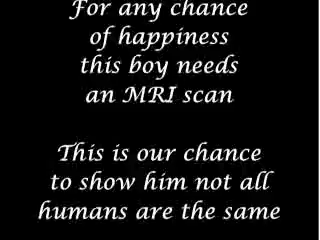 For any chance
of happiness
this boy needs
an MRI scan
This is our chance
to show him not all
humans are the same